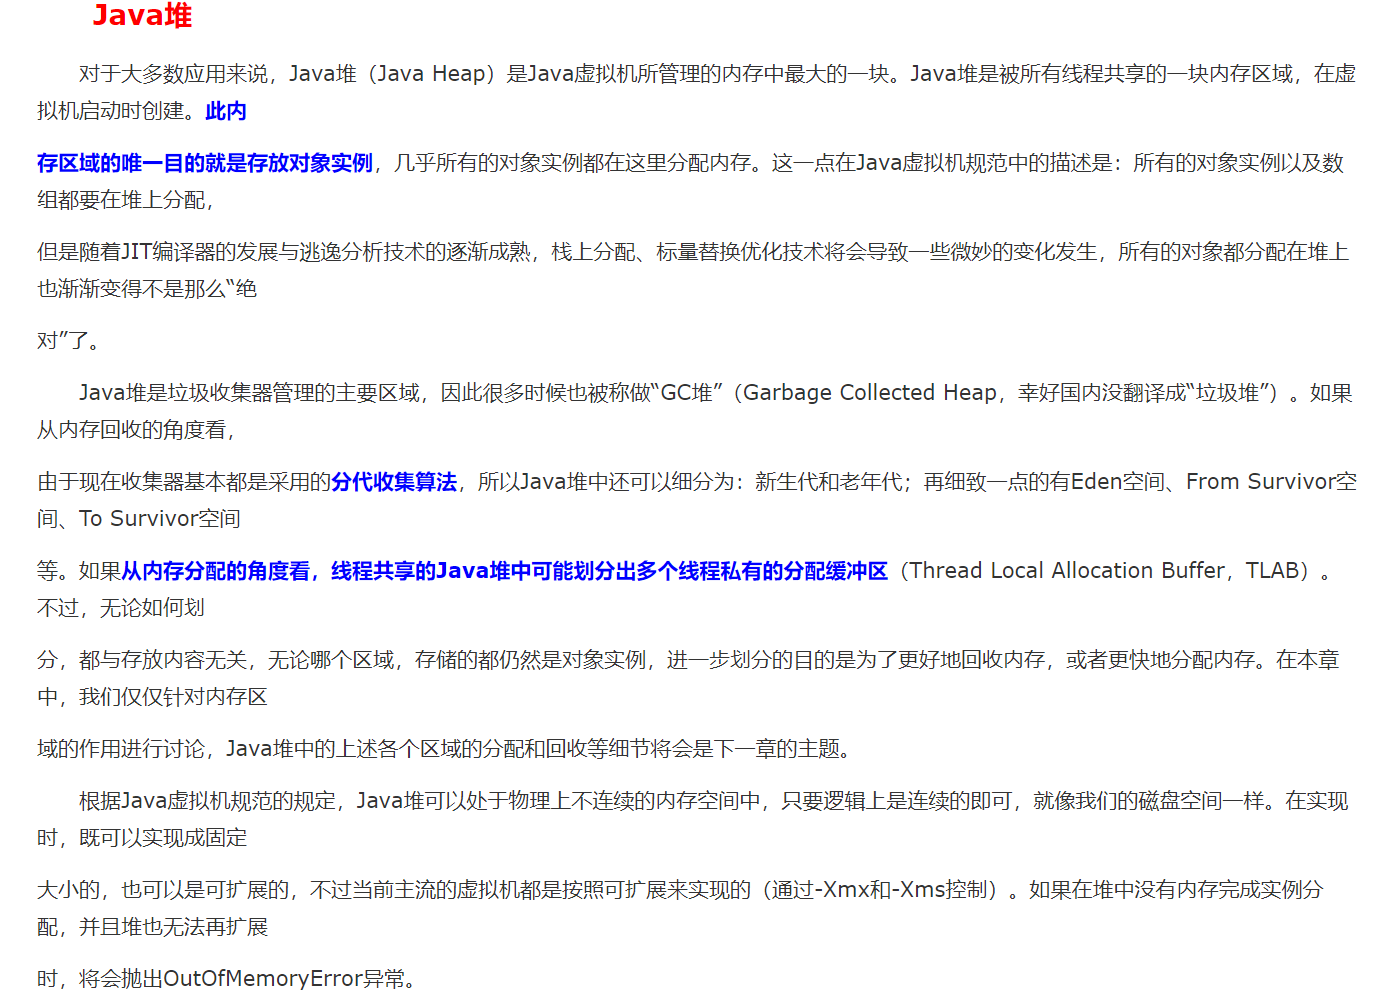 Java堆
对于大多数应用来说，Java堆（Java Heap）是Java虚拟机所管理的内存中最大的一块。Java堆是被所有线程共享的一块内存区域，在虚
拟机启动时创建。此内
存区域的唯一目的就是存放对象实例，几乎所有的对象实例都在这里分配内存。这一点在Java虚拟机规范中的描述是：所有的对象实例以及数
组都要在堆上分配，
但是随着JIT编译器的发展与逃逸分析技术的逐渐成熟，栈上分配、标量替换优化技术将会导致一些微妙的变化发生，所有的对象都分配在堆上
也渐渐变得不是那么“绝
对”了。
Java堆是垃圾收集器管理的主要区域，因此很多时候也被称做“GC堆”（Garbage Collected Heap，幸好国内没翻译成“垃圾堆”）。如果
从内存回收的角度看，
由于现在收集器基本都是采用的分代收集算法，所以Java堆中还可以细分为：新生代和老年代；再细致一点的有Eden空间、From Survivor空
间、To Survivor空间
等。如果从内存分配的角度看，线程共享的Java堆中可能划分出多个线程私有的分配缓冲区（Thread Local Allocation Buffer，TLAB）。
不过，无论如何划
分，都与存放内容无关，无论哪个区域，存储的都仍然是对象实例，进一步划分的目的是为了更好地回收内存，或者更快地分配内存。在本章
中，我们仅仅针对内存区
域的作用进行讨论，Java堆中的上述各个区域的分配和回收等细节将会是下一章的主题。
根据Java虚拟机规范的规定，Java堆可以处于物理上不连续的内存空间中，只要逻辑上是连续的即可，就像我们的磁盘空间一样。在实现
时，既可以实现成固定
大小的，也可以是可扩展的，不过当前主流的虚拟机都是按照可扩展来实现的（通过-Xmx和-Xms控制）。如果在堆中没有内存完成实例分
配，并且堆也无法再扩展
时，将会抛出OutOfMemoryError异常。